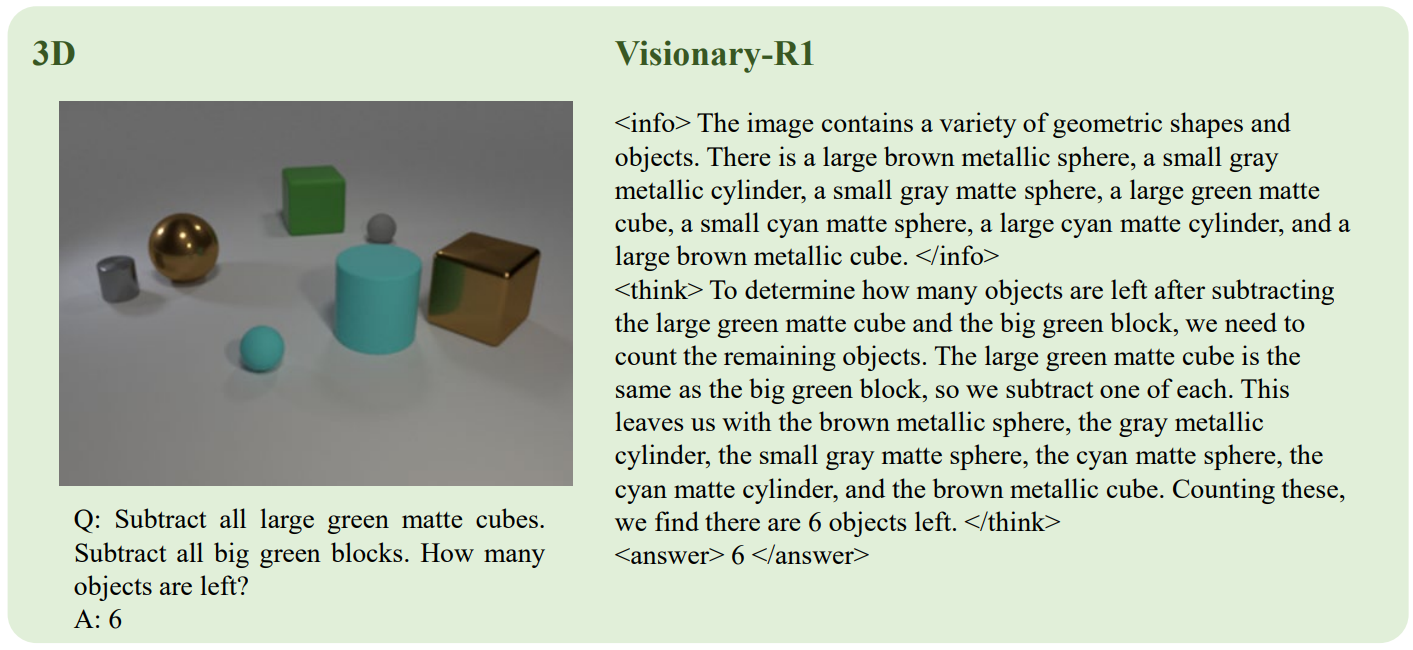 3D
Q: Subtract all large green matte cubes.
Subtract all big green blocks. How many
objects are left?
A: 6
Visionary-R1
<info> The image contains a variety of geometric shapes and
objects. There is a large brown metallic sphere, a small gray
metallic cylinder, a small gray matte sphere, a large green matte
cube, a small cyan matte sphere, a large cyan matte cylinder, and a
large brown metallic cube. </info>
<think> To determine how many objects are left after subtracting
the large green matte cube and the big green block, we need to
count the remaining objects. The large green matte cube is the
same as the big green block, so we subtract one of each. This
leaves us with the brown metallic sphere, the gray metallic
cylinder, the small gray matte sphere, the cyan matte sphere, the
cyan matte cylinder, and the brown metallic cube. Counting these,
we find there are 6 objects left. </think>
<answer> 6 </answer>